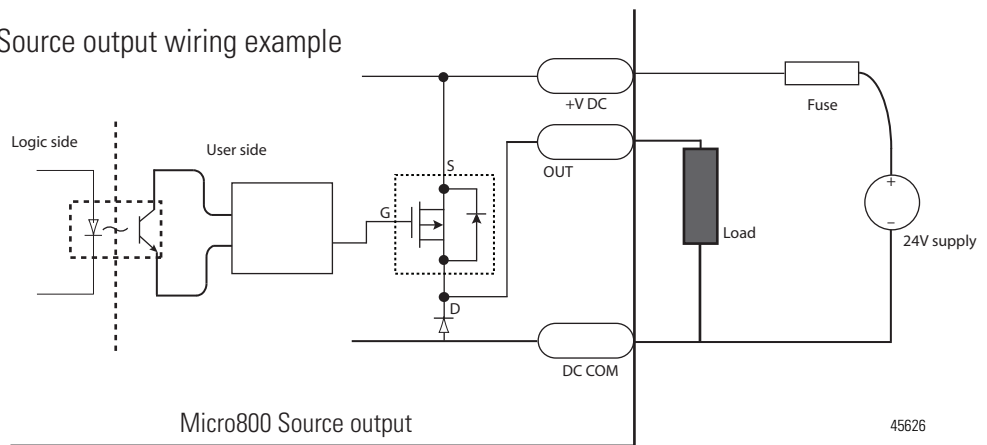 Source output wiring example
+V DC
Fuse
Logic side
User side
S
OUT
G
+
–
Load
24V supply
D
DC COM
Micro800 Source output
45626